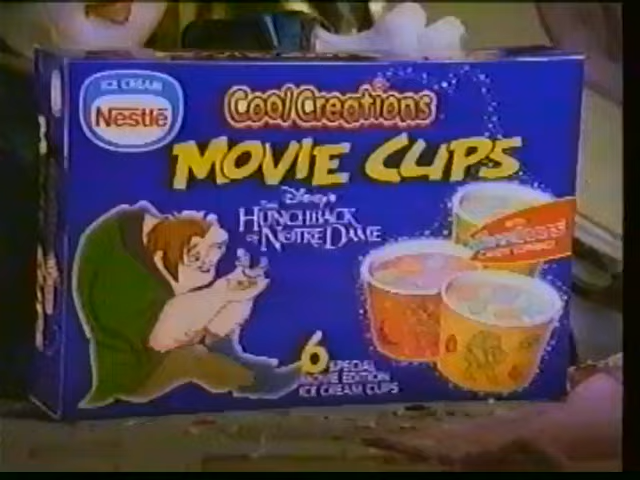 ICE CREAM
Nestlé
Cool Creations
MOVIE CUPS
Disney's
THE
HUNCHBACK
OF NOTRE DAME
WITH
6 SPECIAL
MOVIE EDITION
ICE CREAM CUPS